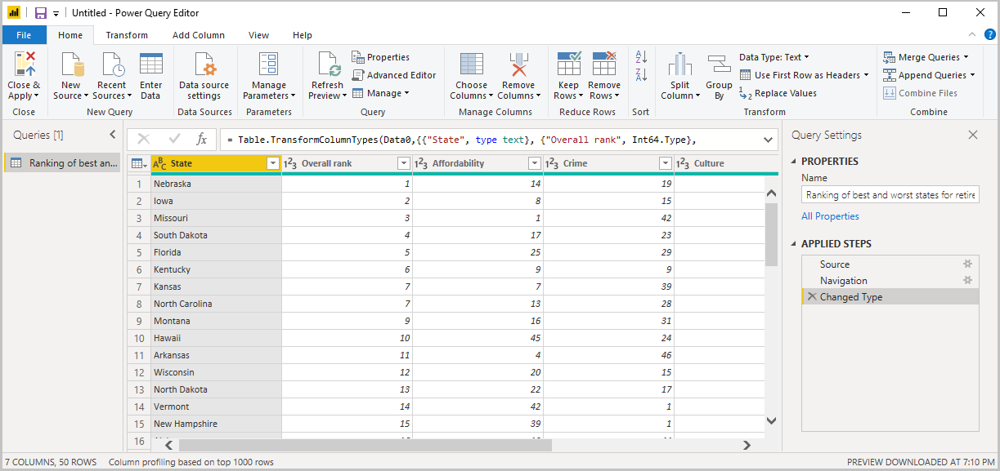 Untitled - Power Query Editor
File Home Transform Add Column View Help
Close & Apply
New Source
Recent Sources
Enter Data
Data source settings
Manage Parameters
Refresh Preview
Properties
Advanced Editor
Manage
Choose Columns
Remove Columns
Keep Rows
Remove Rows
Split Column
Group By
Data Type: Text
Use First Row as Headers
Replace Values
Merge Queries
Append Queries
Combine Files
Close New Query Data Sources Parameters Query Manage Columns Reduce Rows Sort Transform Combine
Queries [1]
Ranking of best an...
fx = Table.TransformColumnTypes(Data0,{{"State", type text}, {"Overall rank", Int64.Type},
ABC State 123 Overall rank 123 Affordability 123 Crime 123 Culture
1 Nebraska 1 14 19
2 Iowa 2 8 15
3 Missouri 3 1 42
4 South Dakota 4 17 23
5 Florida 5 25 29
6 Kentucky 6 9 9
7 Kansas 7 7 39
8 North Carolina 7 13 28
9 Montana 9 16 31
10 Hawaii 10 45 24
11 Arkansas 11 4 46
12 Wisconsin 12 20 15
13 North Dakota 13 22 17
14 Vermont 14 42 1
15 New Hampshire 15 39 1
16
Query Settings
PROPERTIES
Name
Ranking of best and worst states for retire
All Properties
APPLIED STEPS
Source
Navigation
Changed Type
7 COLUMNS, 50 ROWS Column profiling based on top 1000 rows PREVIEW DOWNLOADED AT 7:10 PM